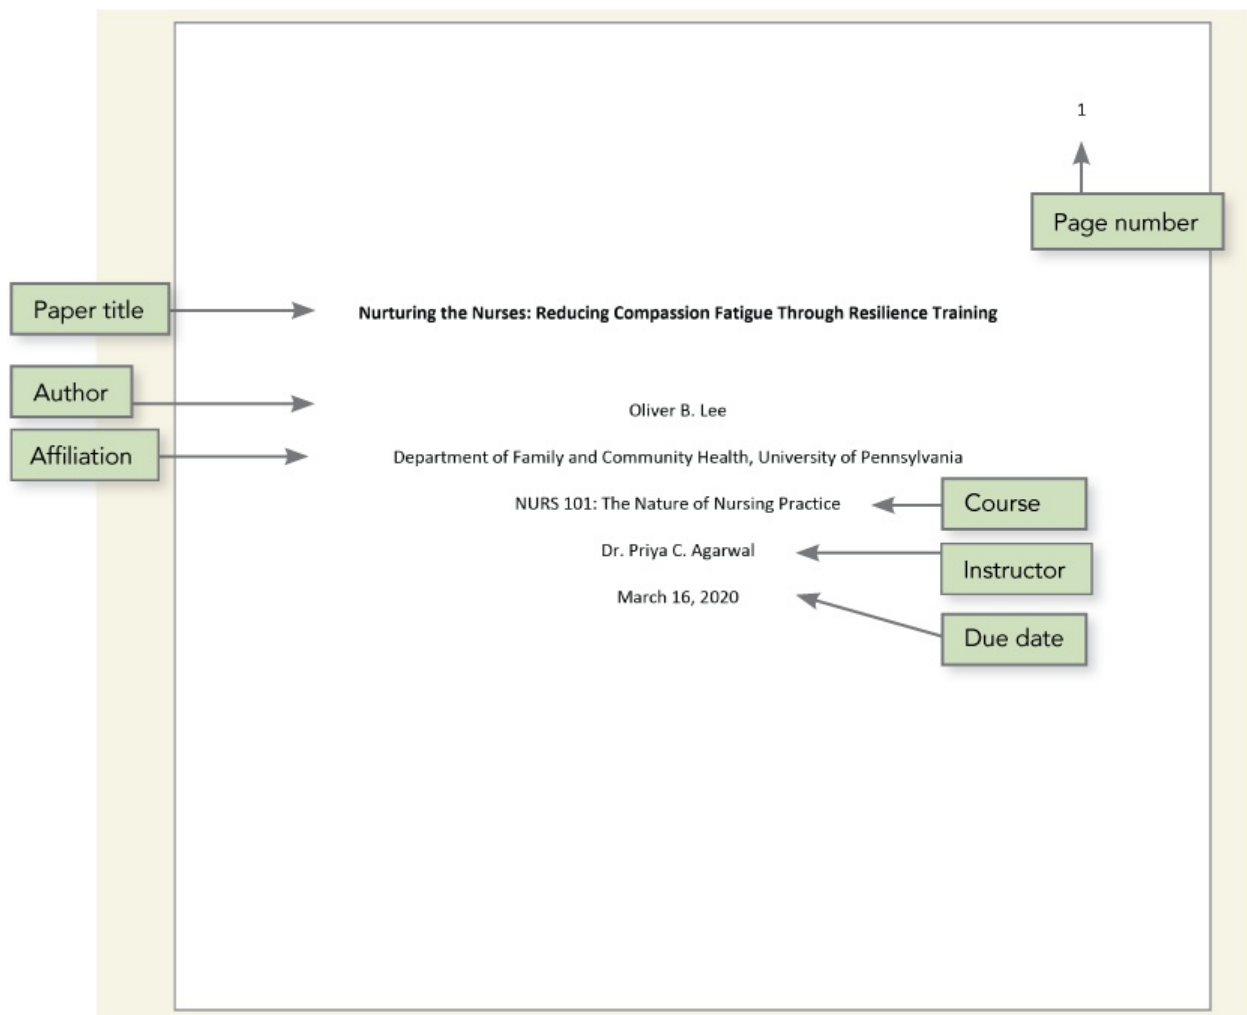 1
Page number
Paper title
Nurturing the Nurses: Reducing Compassion Fatigue Through Resilience Training
Author
Oliver B. Lee
Affiliation
Department of Family and Community Health, University of Pennsylvania
NURS 101: The Nature of Nursing Practice
Course
Dr. Priya C. Agarwal
Instructor
March 16, 2020
Due date